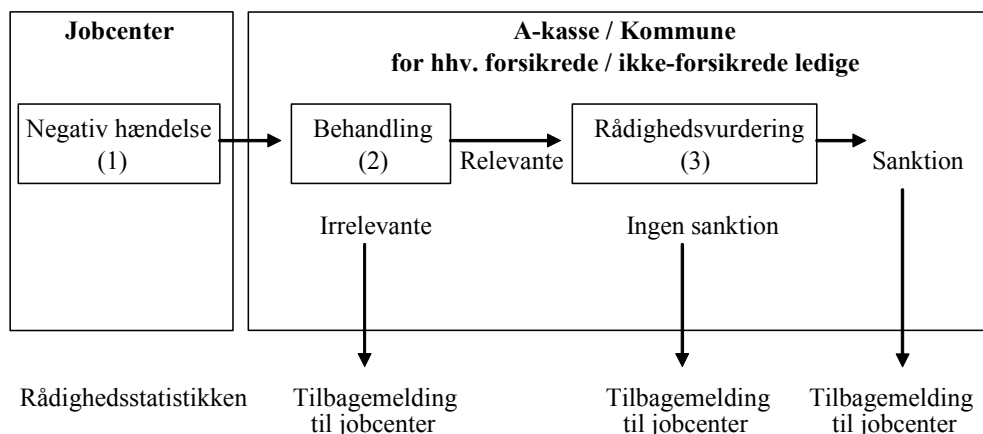 Jobcenter
A-kasse / Kommune
for hhv. forsikrede / ikke-forsikrede ledige
Negativ hændelse
(1)
Behandling
(2)
Relevante
Rådighedsvurdering
(3)
Sanktion
Irrelevante
Ingen sanktion
Rådighedsstatistikken
Tilbagemelding
til jobcenter
Tilbagemelding
til jobcenter
Tilbagemelding
til jobcenter